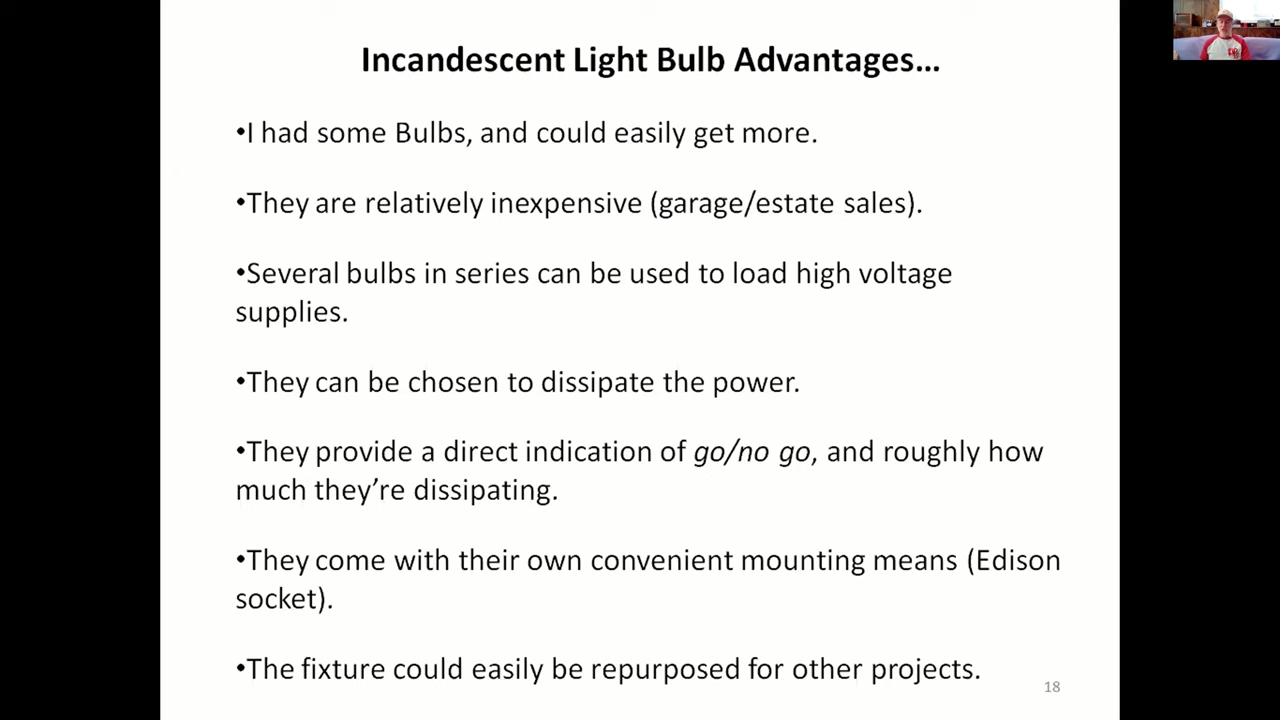 Incandescent Light Bulb Advantages…
•I had some Bulbs, and could easily get more.
•They are relatively inexpensive (garage/estate sales).
•Several bulbs in series can be used to load high voltage
supplies.
•They can be chosen to dissipate the power.
•They provide a direct indication of go/no go, and roughly how
much they’re dissipating.
•They come with their own convenient mounting means (Edison
socket).
•The fixture could easily be repurposed for other projects.
18